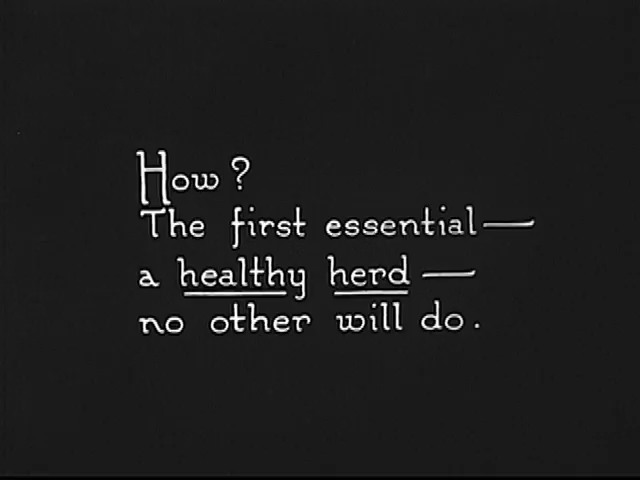 How?
The first essential—
a healthy herd—
no other will do.